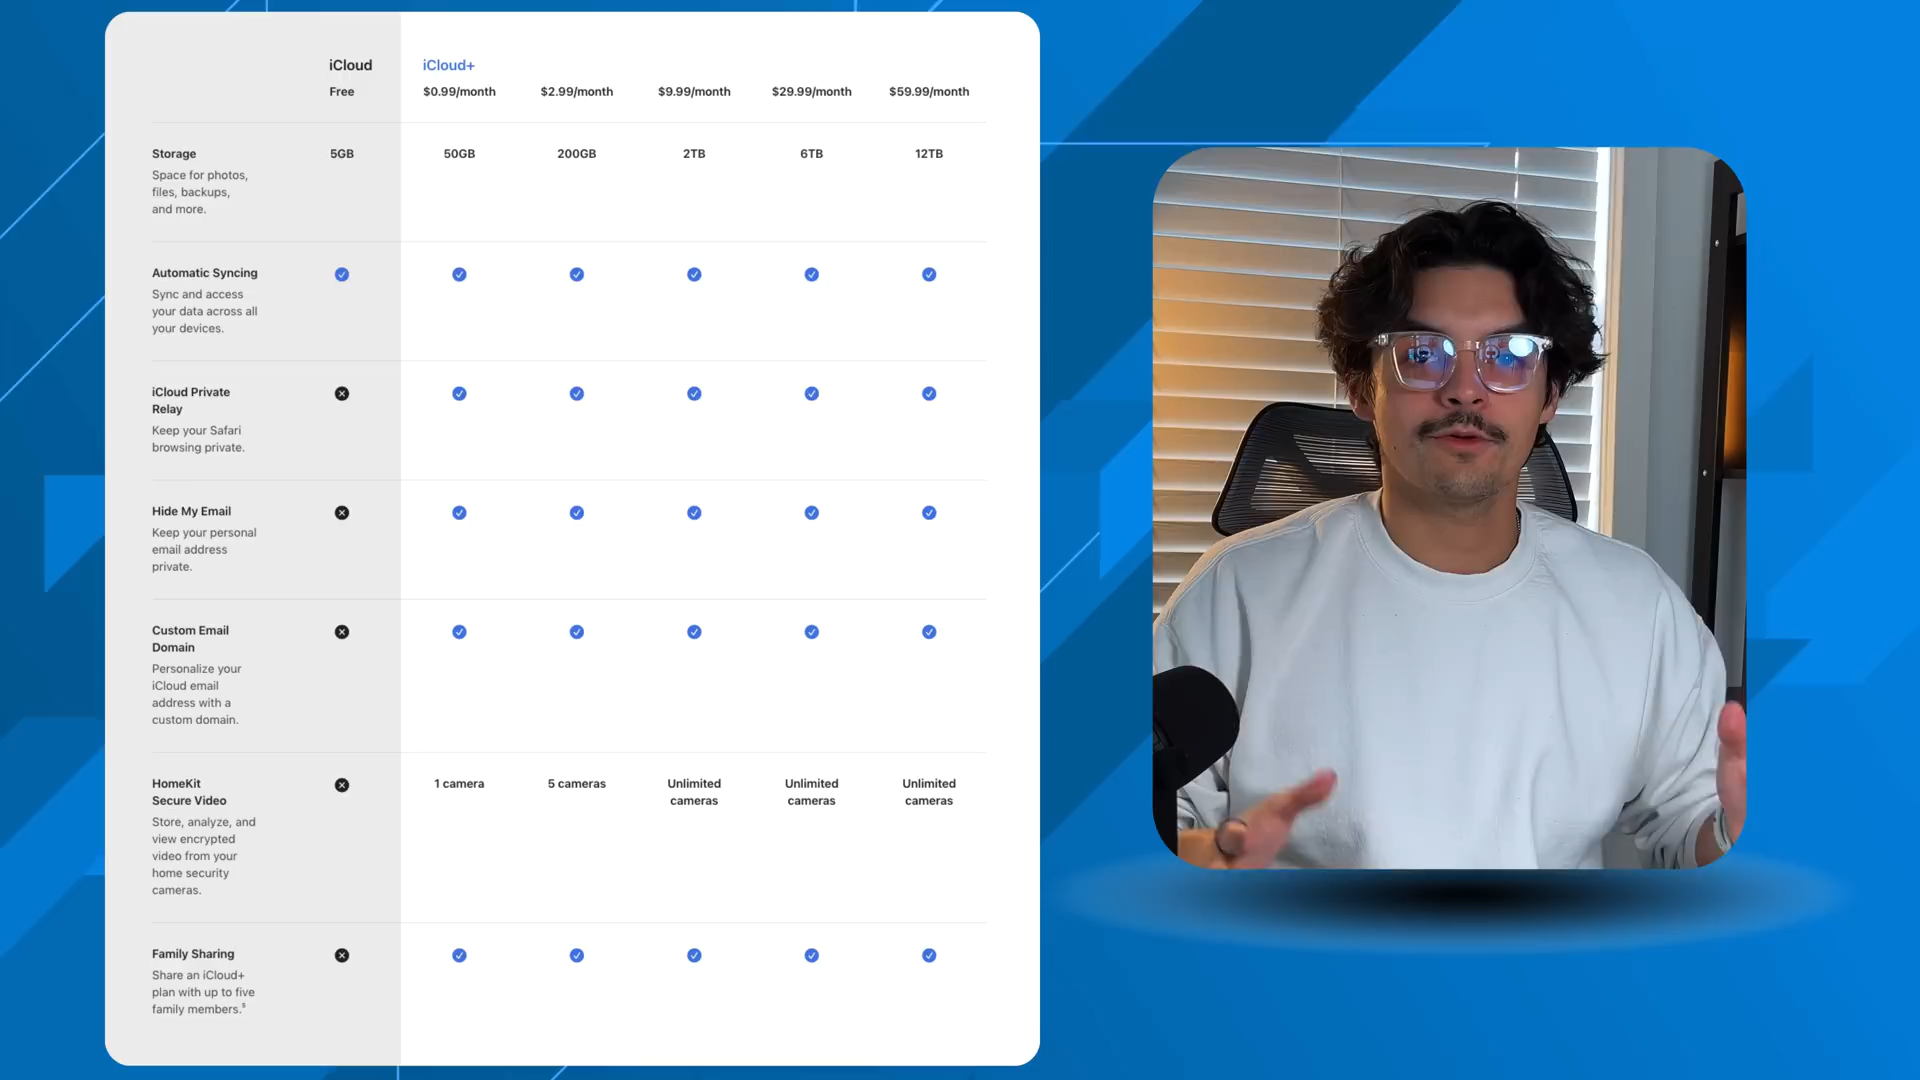 iCloud iCloud+
Free $0.99/month $2.99/month $9.99/month $29.99/month $59.99/month
Storage 5GB 50GB 200GB 2TB 6TB 12TB
Space for photos,
files, backups,
and more.
Automatic Syncing
Sync and access
your data across all
your devices.
iCloud Private
Relay
Keep your Safari
browsing private.
Hide My Email
Keep your personal
email address
private.
Custom Email
Domain
Personalize your
iCloud email
address with a
custom domain.
HomeKit 1 camera 5 cameras Unlimited Unlimited Unlimited
Secure Video cameras cameras cameras
Store, analyze, and
view encrypted
video from your
home security
cameras.
Family Sharing
Share an iCloud+
plan with up to five
family members.⁵